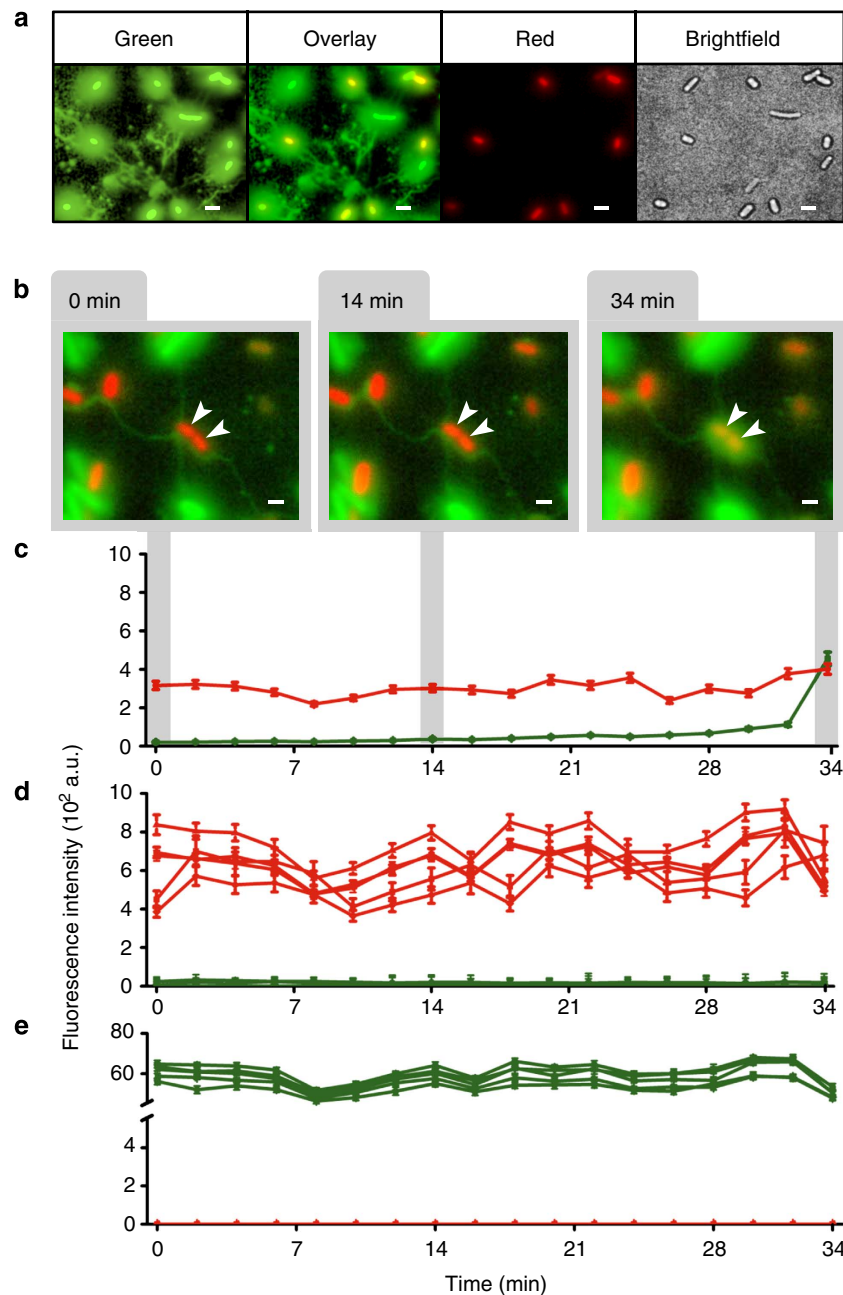 a
Green Overlay Red Brightfield
b
0 min 14 min 34 min
c
10
8
6
4
2
0
0 7 14 21 28 34
d
10
8
6
4
2
0
0 7 14 21 28 34
e
80
60
4
2
0
0 7 14 21 28 34
Fluorescence intensity (10² a.u.)
Time (min)